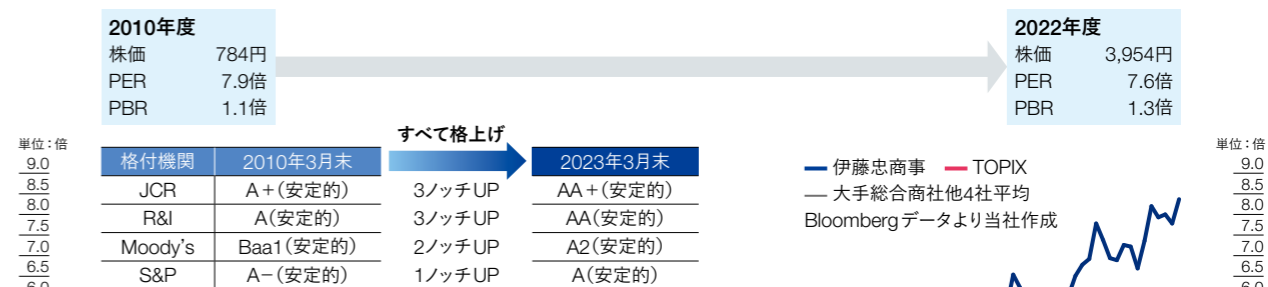 2010年度
株価 784円
PER 7.9倍
PBR 1.1倍
2022年度
株価 3,954円
PER 7.6倍
PBR 1.3倍
すべて格上げ
格付機関 2010年3月末 2023年3月末
JCR A+(安定的) 3ノッチUP AA+(安定的)
R&I A(安定的) 3ノッチUP AA(安定的)
Moody's Baa1(安定的) 2ノッチUP A2(安定的)
S&P A-(安定的) 1ノッチUP A(安定的)
単位:倍
9.0
8.5
8.0
7.5
7.0
6.5
6.0
伊藤忠商事 TOPIX
大手総合商社他4社平均
Bloombergデータより当社作成
単位:倍
9.0
8.5
8.0
7.5
7.0
6.5
6.0